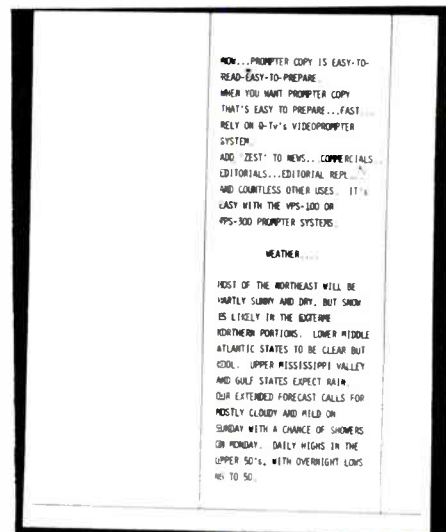 NOW...PROMPTER COPY IS EASY-TO-
READ-EASY-TO-PREPARE.
WHEN YOU WANT PROMPTER COPY
THAT'S EASY TO PREPARE...FAST
RELY ON Q-TV'S VIDEOPROMPTER
SYSTEM.
ADD 'ZEST' TO NEWS...COMMERCIALS
EDITORIALS...EDITORIAL REPL
AND COUNTLESS OTHER USES. IT'S
EASY WITH THE VPS-100 OR
VPS-300 PROMPTER SYSTEMS.
WEATHER....
MOST OF THE NORTHEAST WILL BE
PARTLY SUNNY AND DRY, BUT SNOW
IS LIKELY IN THE EXTERME
NORTHERN PORTIONS. LOWER MIDDLE
ATLANTIC STATES TO BE CLEAR BUT
COOL. UPPER MISSISSIPPI VALLEY
AND GULF STATES EXPECT RAIN.
OUR EXTENDED FORECAST CALLS FOR
MOSTLY CLOUDY AND MILD ON
SUNDAY WITH A CHANCE OF SHOWERS
ON MONDAY. DAILY HIGHS IN THE
UPPER 50'S, WITH OVERNIGHT LOWS
TO 50.